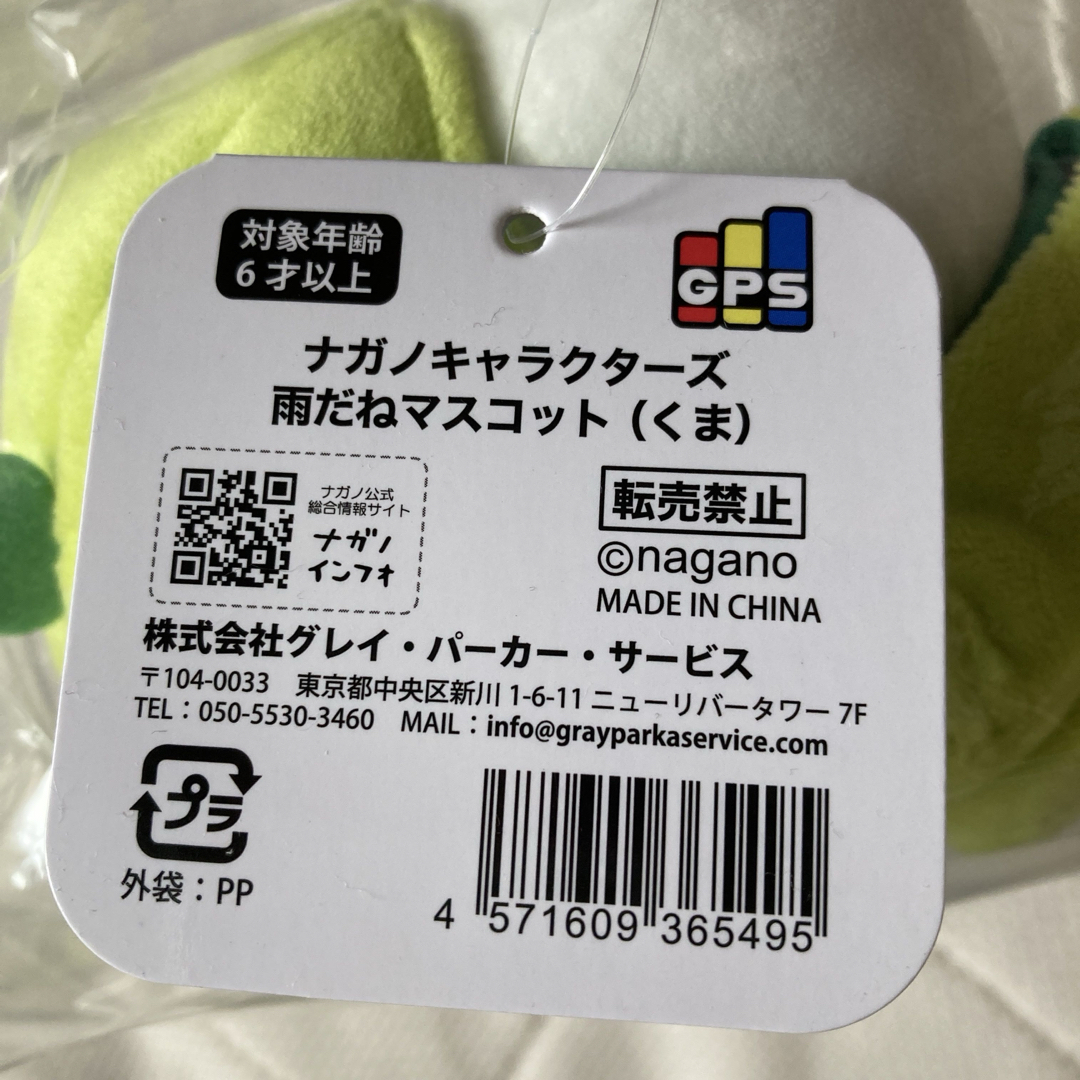 対象年齢
6才以上
GPS
ナガノキャラクターズ
雨だねマスコット（くま）
ナガノ公式
総合情報サイト
ナガノ
インフォ
転売禁止
©nagano
MADE IN CHINA
株式会社グレイ・パーカー・サービス
〒104-0033　東京都中央区新川 1-6-11 ニューリバータワー 7F
TEL：050-5530-3460　MAIL：info@grayparkaservice.com
プラ
外袋：PP
4 571609 365495